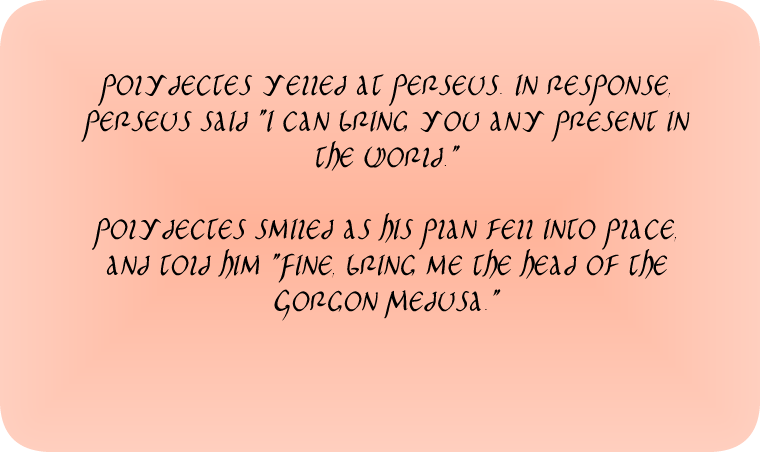 Polydectes yelled at Perseus. In response,
Perseus said "I can bring you any present in
the world."
Polydectes smiled as his plan fell into place,
and told him "Fine, bring me the head of the
Gorgon Medusa."